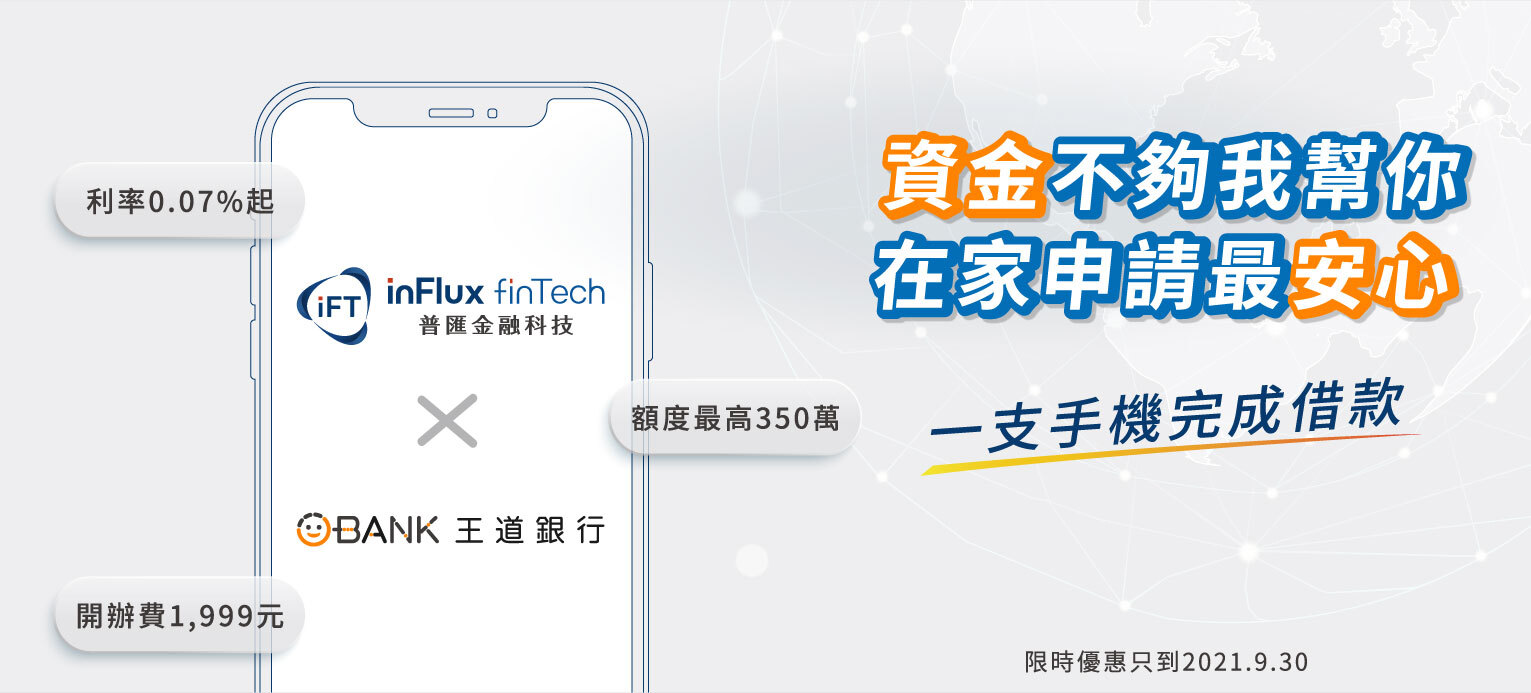 利率0.07%起
iFT
inFlux finTech
普匯金融科技
額度最高350萬
OBANK 王道銀行
開辦費1,999元
資金不夠我幫你
在家申請最安心
一支手機完成借款
限時優惠只到2021.9.30